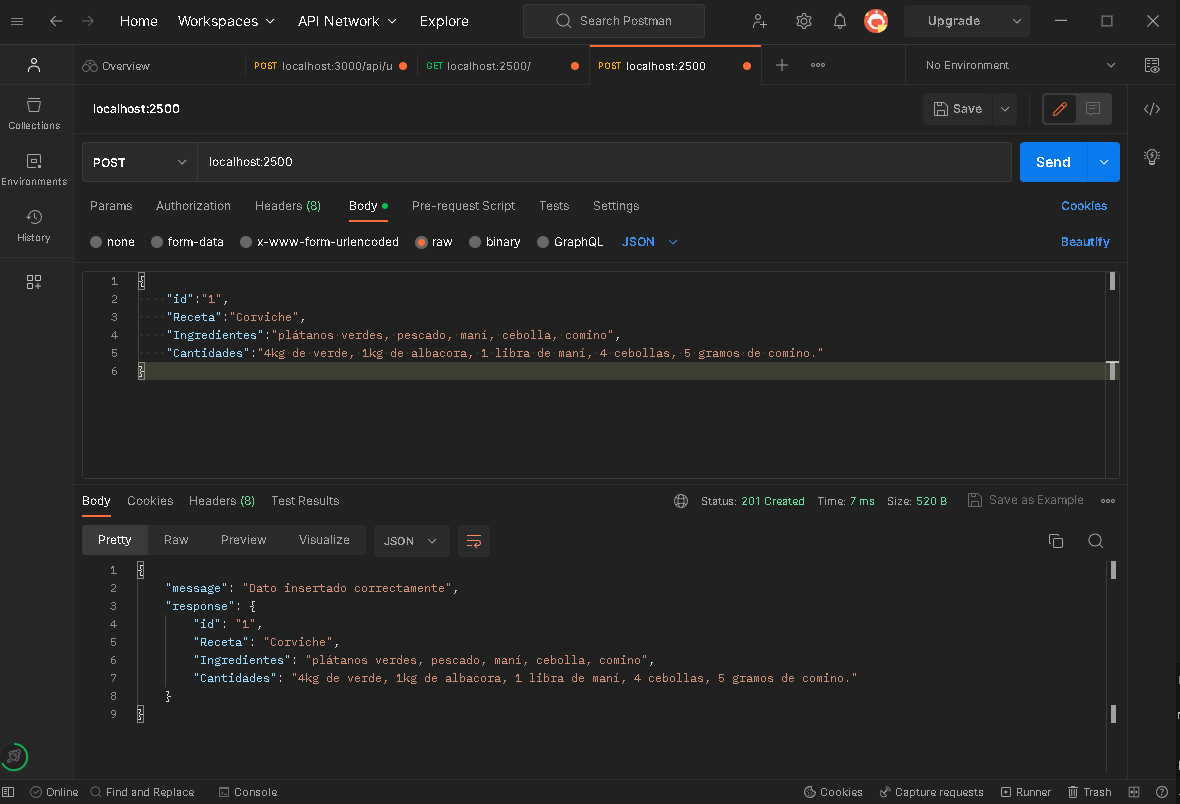 Home Workspaces API Network Explore Search Postman Upgrade
Overview POST localhost:3000/api/u GET localhost:2500/ POST localhost:2500 No Environment
localhost:2500 Save
Collections
POST localhost:2500 Send
Environments
Params Authorization Headers (8) Body Pre-request Script Tests Settings Cookies
History
none form-data x-www-form-urlencoded raw binary GraphQL JSON Beautify
1 {
2 "id":"1",
3 "Receta":"Corviche",
4 "Ingredientes":"plátanos verdes, pescado, maní, cebolla, comino",
5 "Cantidades":"4kg de verde, 1kg de albacora, 1 libra de maní, 4 cebollas, 5 gramos de comino."
6 }
Body Cookies Headers (8) Test Results Status: 201 Created Time: 7 ms Size: 520 B Save as Example
Pretty Raw Preview Visualize JSON
1 {
2 "message": "Dato insertado correctamente",
3 "response": {
4 "id": "1",
5 "Receta": "Corviche",
6 "Ingredientes": "plátanos verdes, pescado, maní, cebolla, comino",
7 "Cantidades": "4kg de verde, 1kg de albacora, 1 libra de maní, 4 cebollas, 5 gramos de comino."
8 }
9 }
Online Find and Replace Console Cookies Capture requests Runner Trash